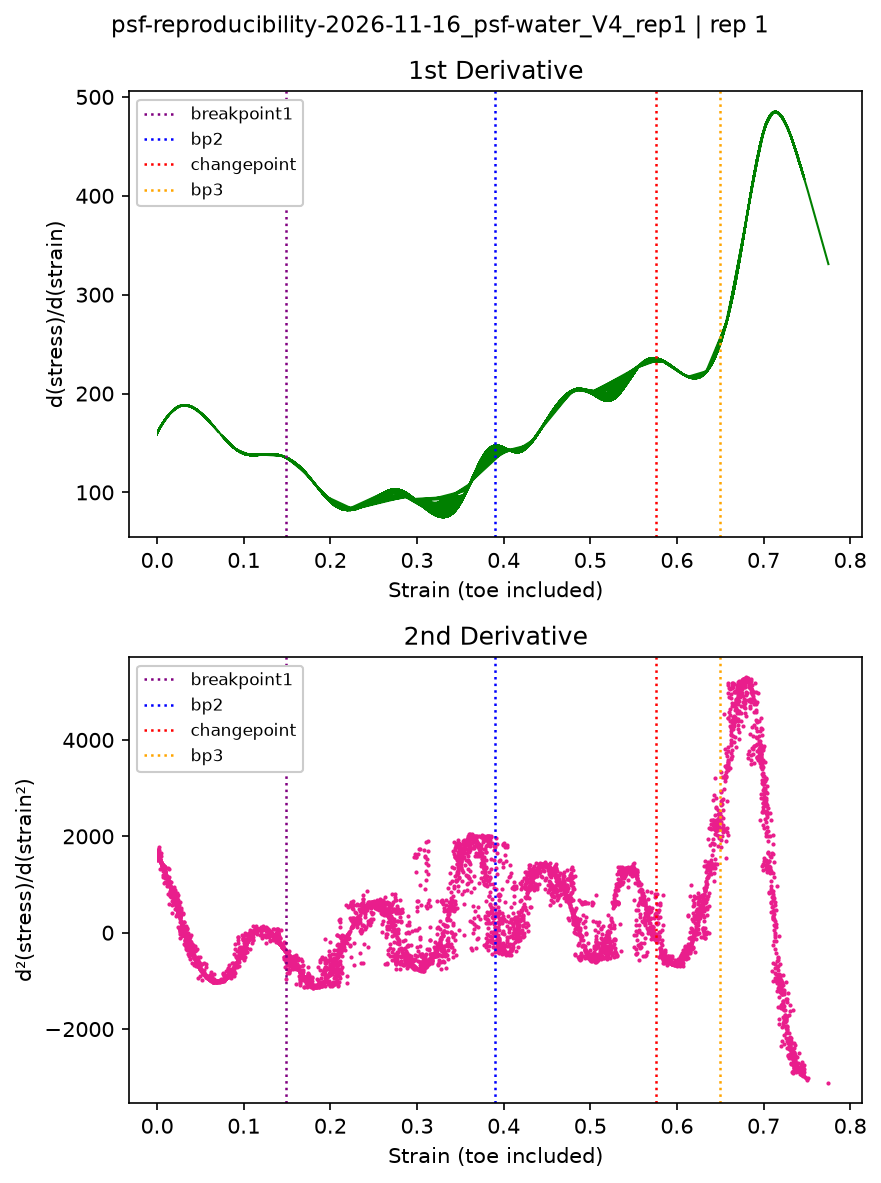 psf-reproducibility-2026-11-16_psf-water_V4_rep1 | rep 1
1st Derivative
500
400
300
200
100
d(stress)/d(strain)
breakpoint1
bp2
changepoint
bp3
0.0 0.1 0.2 0.3 0.4 0.5 0.6 0.7 0.8
Strain (toe included)
2nd Derivative
4000
2000
0
−2000
d²(stress)/d(strain²)
breakpoint1
bp2
changepoint
bp3
0.0 0.1 0.2 0.3 0.4 0.5 0.6 0.7 0.8
Strain (toe included)